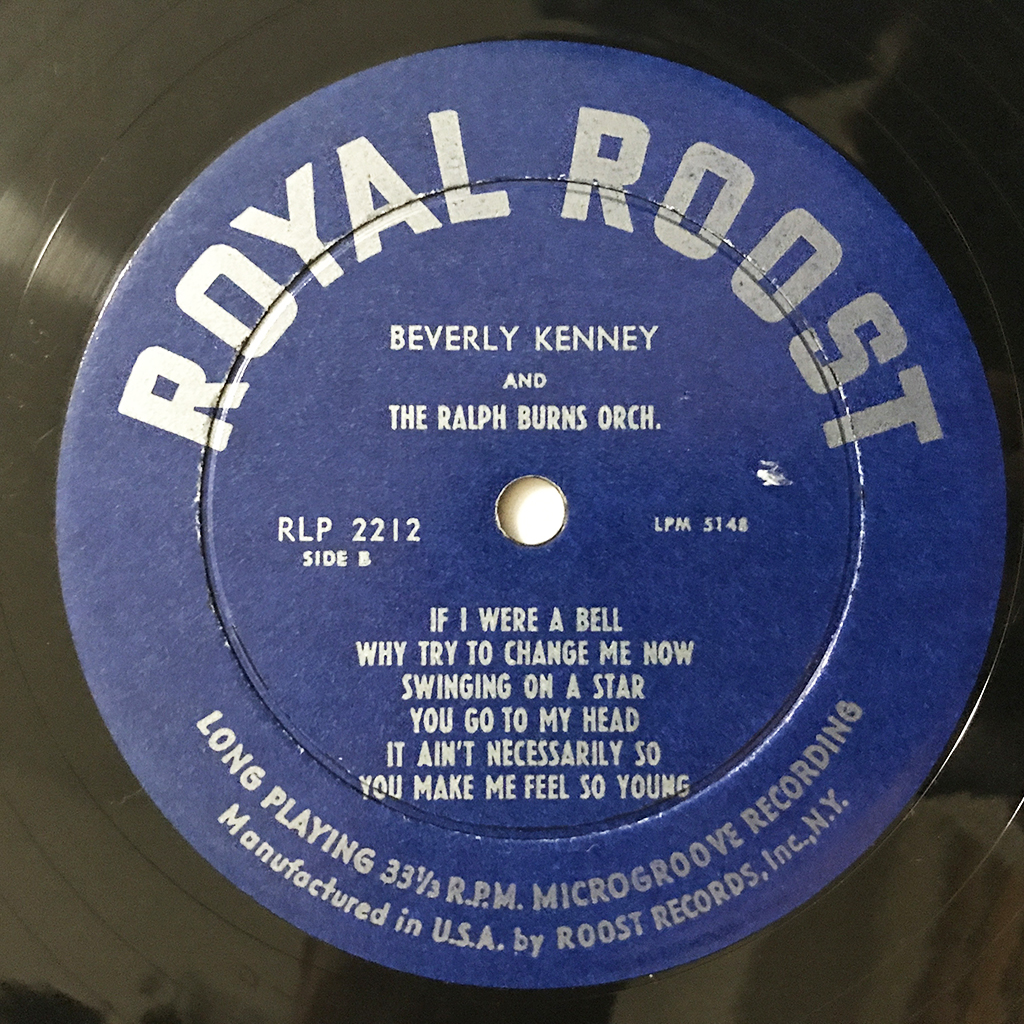 ROYAL ROOST
BEVERLY KENNEY
AND
THE RALPH BURNS ORCH.
RLP 2212
SIDE B
LPM 5148
IF I WERE A BELL
WHY TRY TO CHANGE ME NOW
SWINGING ON A STAR
YOU GO TO MY HEAD
IT AIN'T NECESSARILY SO
YOU MAKE ME FEEL SO YOUNG
LONG PLAYING 33⅓ R.P.M. MICROGROOVE RECORDING
Manufactured in U.S.A. by ROOST RECORDS, Inc., N.Y.